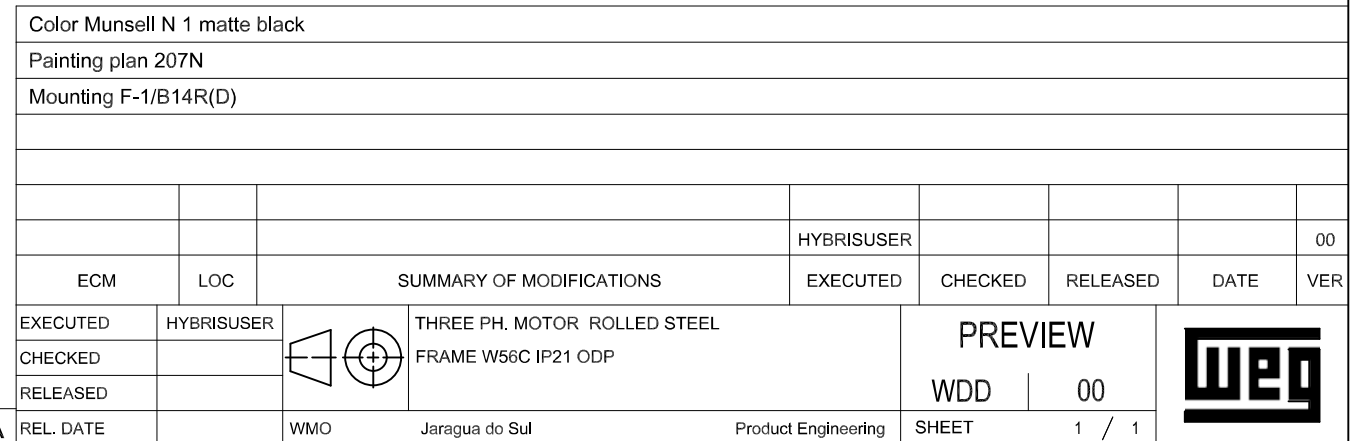 Color Munsell N 1 matte black
Painting plan 207N
Mounting F-1/B14R(D)
HYBRISUSER 00
ECM LOC SUMMARY OF MODIFICATIONS EXECUTED CHECKED RELEASED DATE VER
EXECUTED HYBRISUSER
CHECKED
RELEASED
REL. DATE
THREE PH. MOTOR ROLLED STEEL
FRAME W56C IP21 ODP
WMO Jaragua do Sul Product Engineering
PREVIEW
WDD 00
SHEET 1 / 1
weg
A